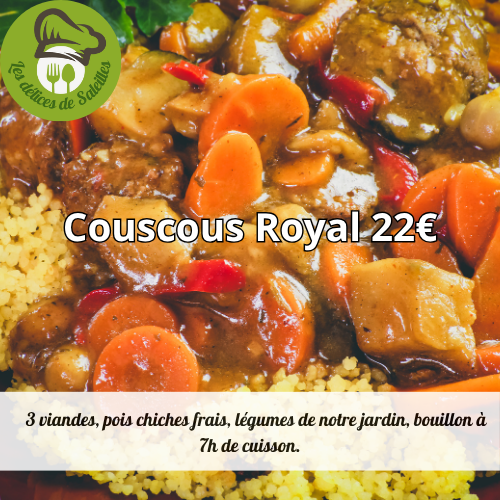 Les délices de Saleilles
Couscous Royal 22€
3 viandes, pois chiches frais, légumes de notre jardin, bouillon à
7h de cuisson.